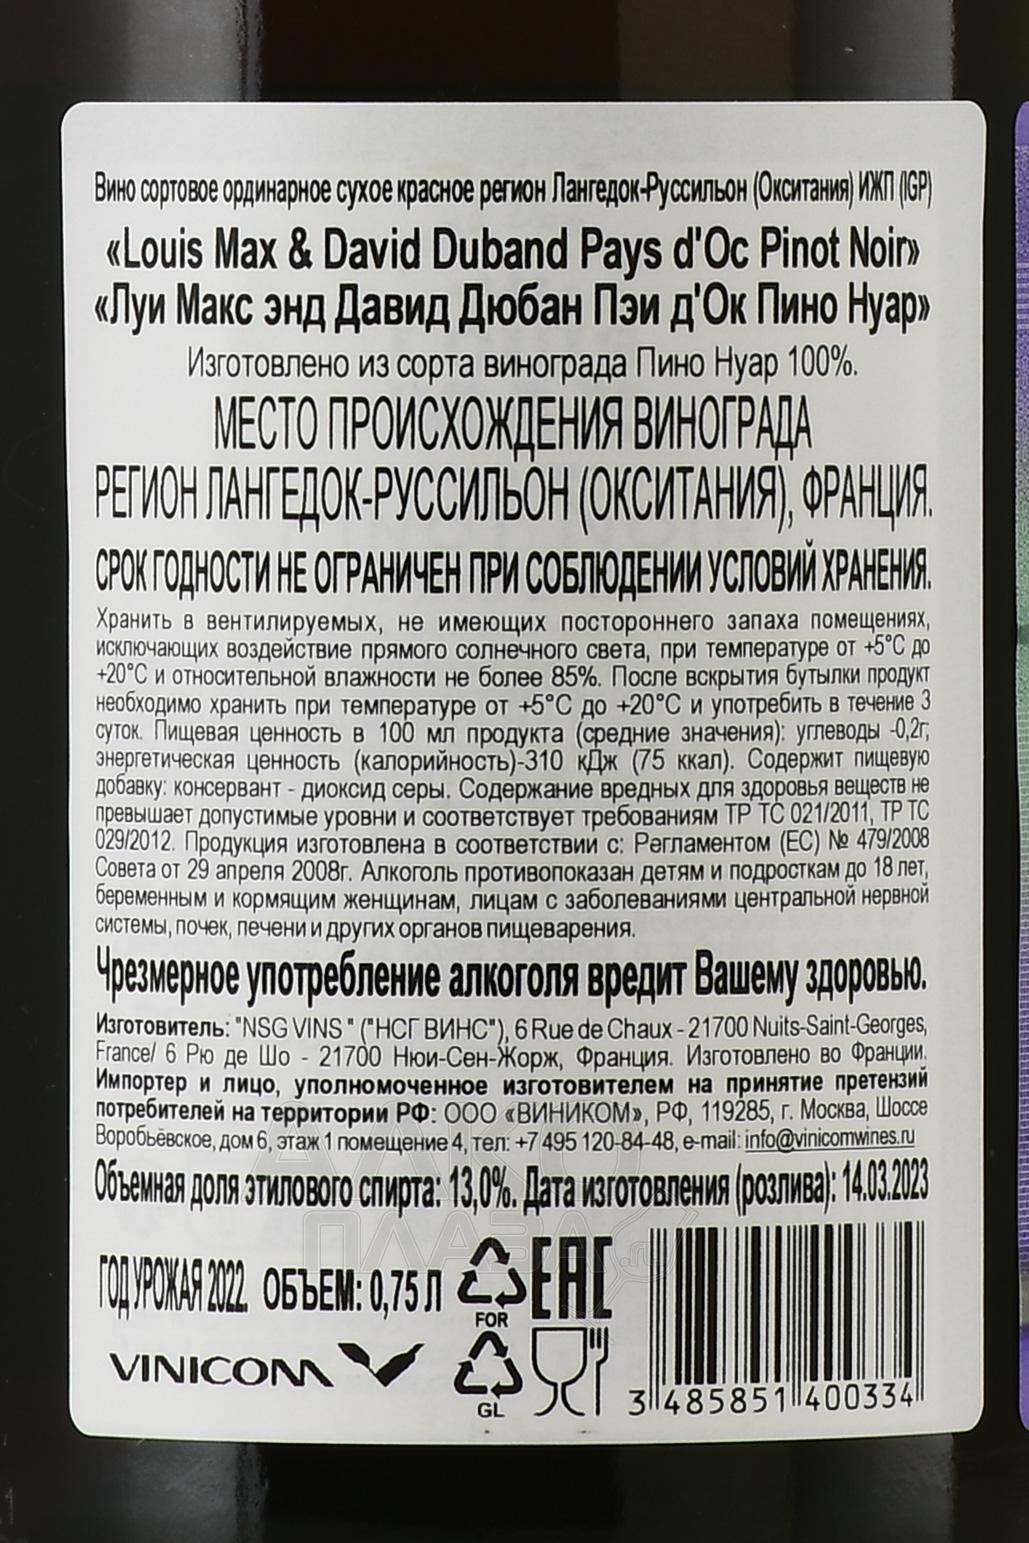 Вино сортовое ординарное сухое красное регион Лангедок-Руссильон (Окситания) ИЖП (IGP)
«Louis Max & David Duband Pays d'Oc Pinot Noir»
«Луи Макс энд Давид Дюбан Пэи д'Ок Пино Нуар»
Изготовлено из сорта винограда Пино Нуар 100%.
МЕСТО ПРОИСХОЖДЕНИЯ ВИНОГРАДА
РЕГИОН ЛАНГЕДОК-РУССИЛЬОН (ОКСИТАНИЯ), ФРАНЦИЯ.
СРОК ГОДНОСТИ НЕ ОГРАНИЧЕН ПРИ СОБЛЮДЕНИИ УСЛОВИЙ ХРАНЕНИЯ.
Хранить в вентилируемых, не имеющих постороннего запаха помещениях,
исключающих воздействие прямого солнечного света, при температуре от +5°C до
+20°C и относительной влажности не более 85%. После вскрытия бутылки продукт
необходимо хранить при температуре от +5°C до +20°C и употребить в течение 3
суток. Пищевая ценность в 100 мл продукта (средние значения): углеводы -0,2г;
энергетическая ценность (калорийность)-310 кДж (75 ккал). Содержит пищевую
добавку: консервант - диоксид серы. Содержание вредных для здоровья веществ не
превышает допустимые уровни и соответствует требованиям ТР ТС 021/2011, ТР ТС
029/2012. Продукция изготовлена в соответствии с: Регламентом (ЕС) № 479/2008
Совета от 29 апреля 2008г. Алкоголь противопоказан детям и подросткам до 18 лет,
беременным и кормящим женщинам, лицам с заболеваниями центральной нервной
системы, почек, печени и других органов пищеварения.
Чрезмерное употребление алкоголя вредит Вашему здоровью.
Изготовитель: "NSG VINS " ("НСГ ВИНС"), 6 Rue de Chaux - 21700 Nuits-Saint-Georges,
France/ 6 Рю де Шо - 21700 Нюи-Сен-Жорж, Франция. Изготовлено во Франции.
Импортер и лицо, уполномоченное изготовителем на принятие претензий
потребителей на территории РФ: ООО «ВИНИКОМ», РФ, 119285, г. Москва, Шоссе
Воробьёвское, дом 6, этаж 1 помещение 4, тел: +7 495 120-84-48, e-mail: info@vinicomwines.ru
Объемная доля этилового спирта: 13,0%. Дата изготовления (розлива): 14.03.2023
ГОД УРОЖАЯ 2022. ОБЪЕМ: 0,75 Л
FOR
EAC
VINICOM
GL
3 485851 400334
АЛКО
ПЛАЗА.ru